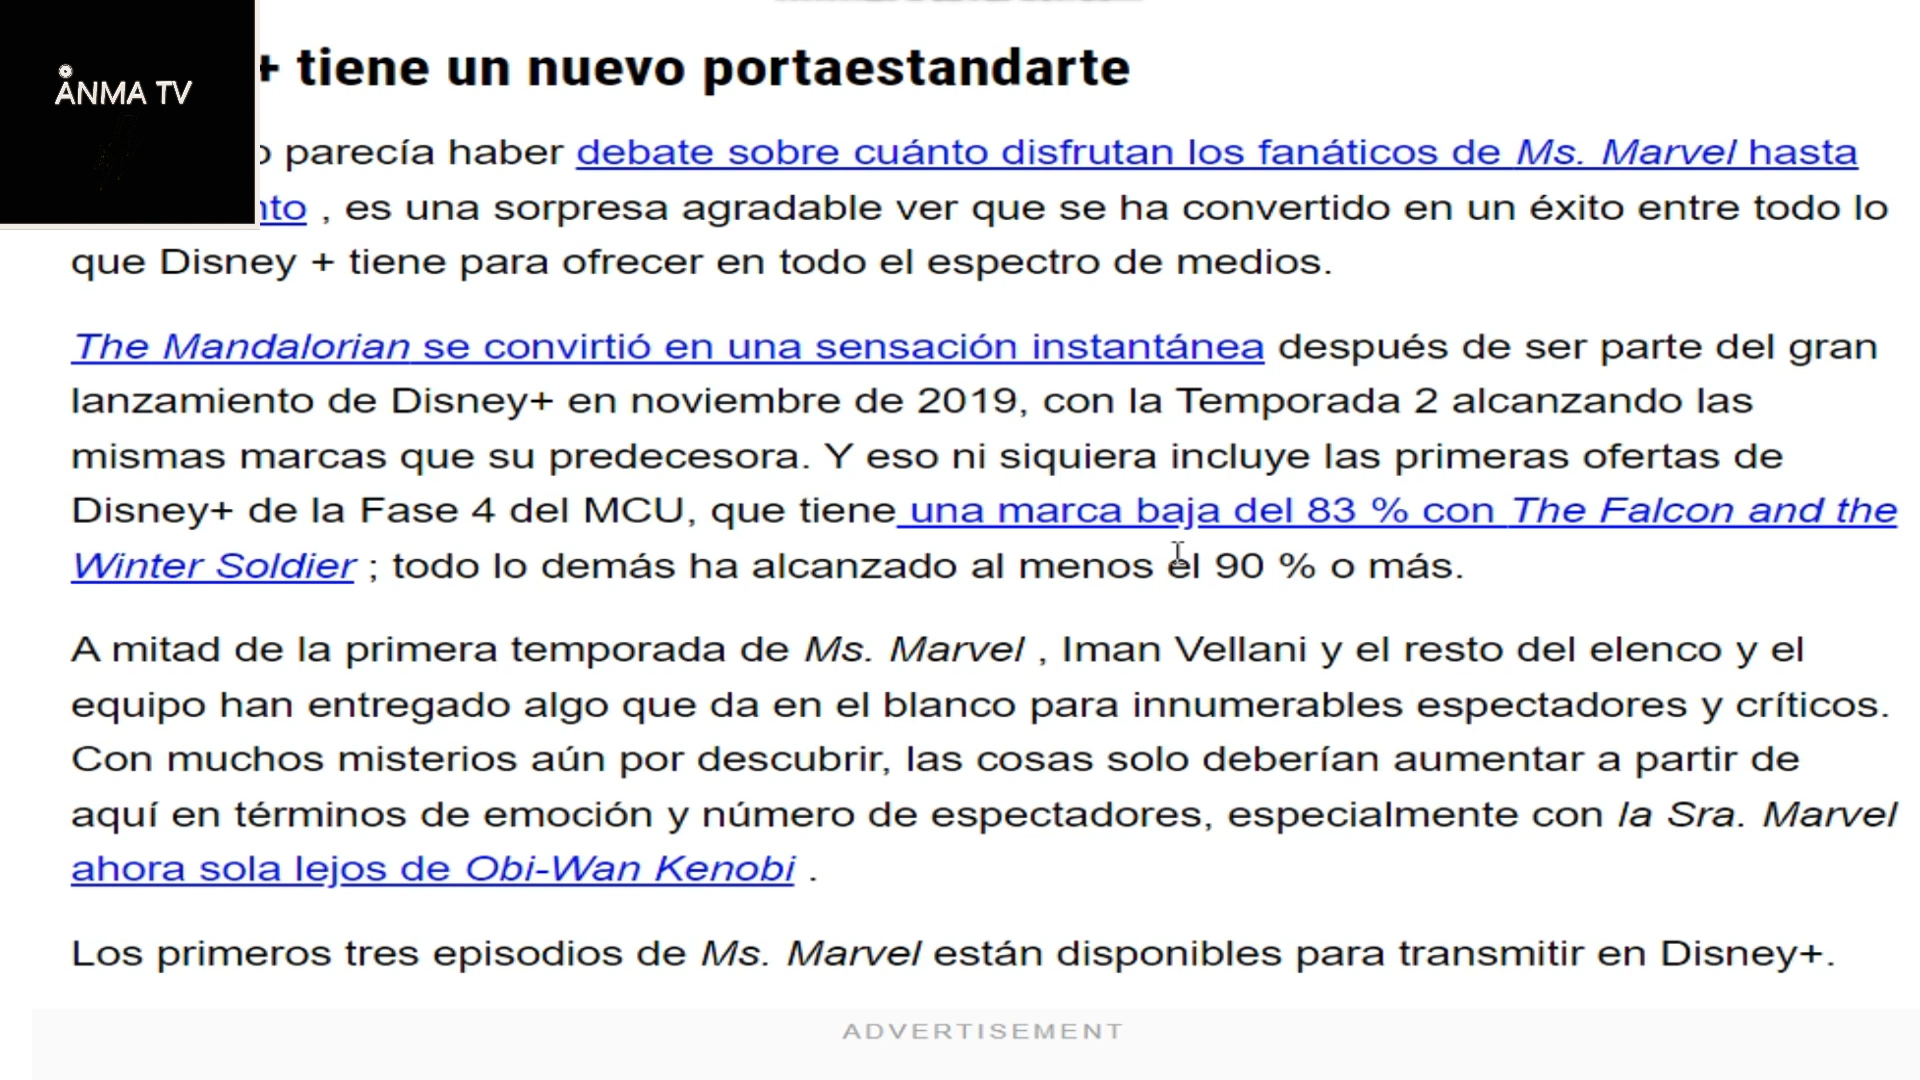 ANMA TV
+ tiene un nuevo portaestandarte
parecía haber debate sobre cuánto disfrutan los fanáticos de Ms. Marvel hasta
, es una sorpresa agradable ver que se ha convertido en un éxito entre todo lo
que Disney + tiene para ofrecer en todo el espectro de medios.
The Mandalorian se convirtió en una sensación instantánea después de ser parte del gran
lanzamiento de Disney+ en noviembre de 2019, con la Temporada 2 alcanzando las
mismas marcas que su predecesora. Y eso ni siquiera incluye las primeras ofertas de
Disney+ de la Fase 4 del MCU, que tiene una marca baja del 83 % con The Falcon and the
Winter Soldier ; todo lo demás ha alcanzado al menos el 90 % o más.
A mitad de la primera temporada de Ms. Marvel , Iman Vellani y el resto del elenco y el
equipo han entregado algo que da en el blanco para innumerables espectadores y críticos.
Con muchos misterios aún por descubrir, las cosas solo deberían aumentar a partir de
aquí en términos de emoción y número de espectadores, especialmente con la Sra. Marvel
ahora sola lejos de Obi-Wan Kenobi .
Los primeros tres episodios de Ms. Marvel están disponibles para transmitir en Disney+.
ADVERTISEMENT